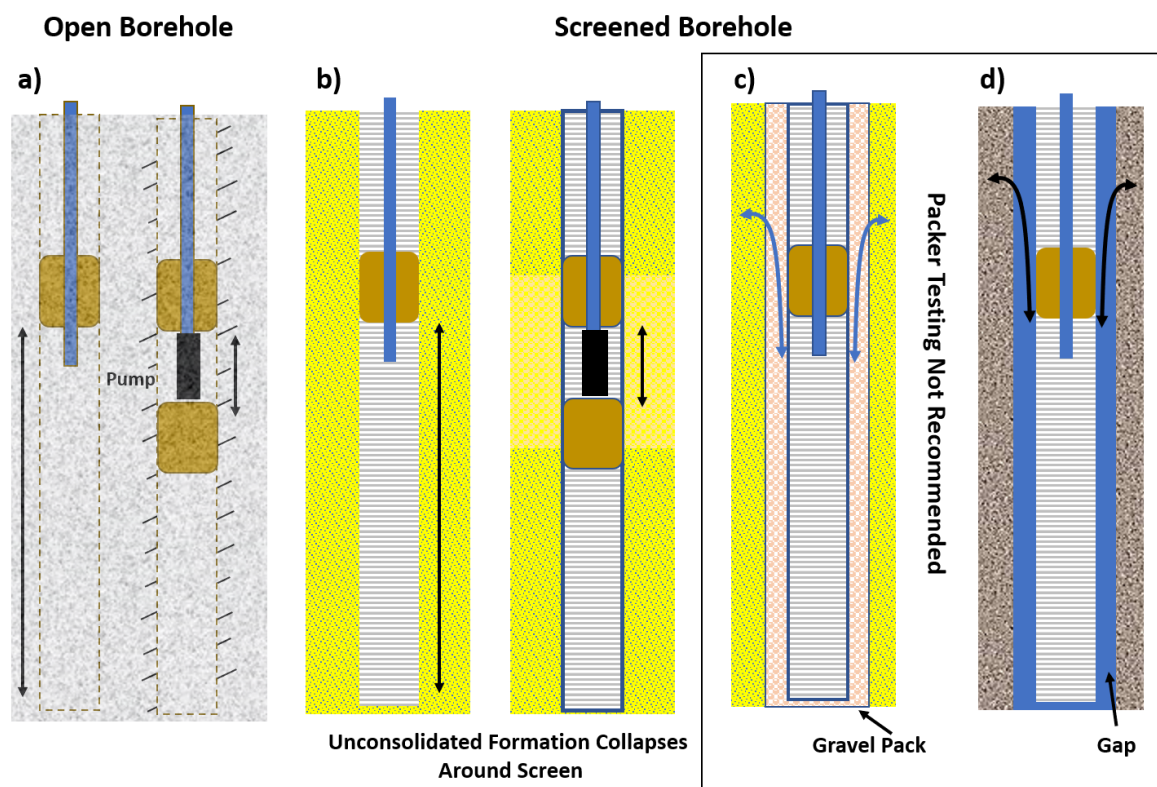 Open Borehole
Screened Borehole
a)
b)
c)
d)
Pump
Packer Testing Not Recommended
Unconsolidated Formation Collapses
Around Screen
Gravel Pack
Gap